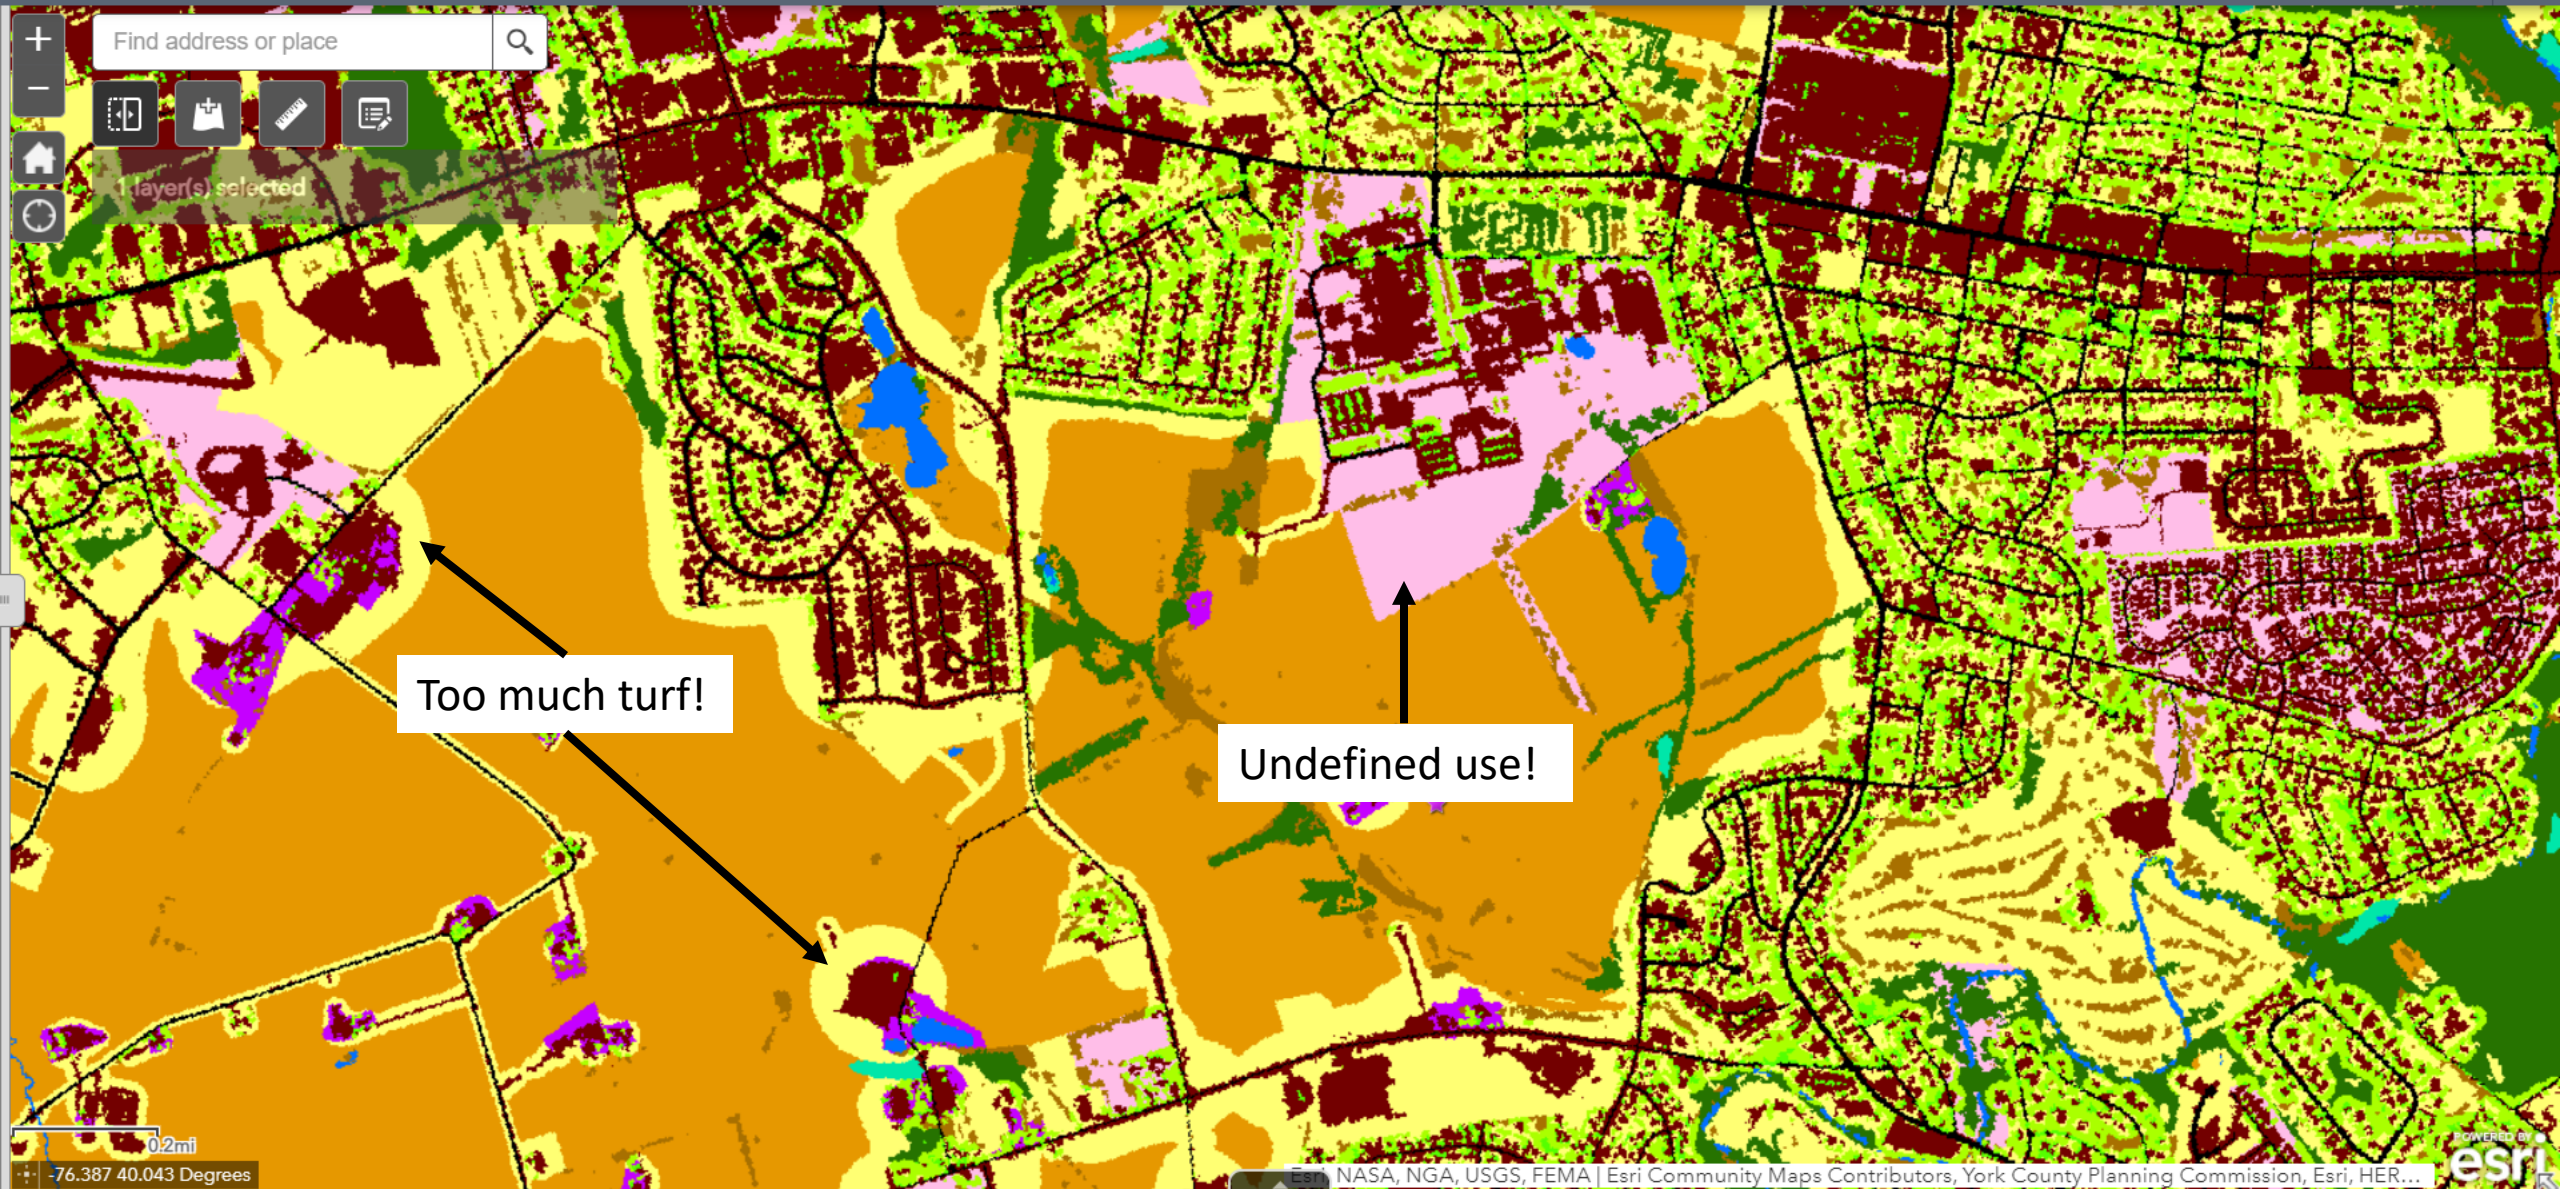 +
Find address or place
−
1 layer(s) selected
Too much turf!
Undefined use!
0.2mi
-76.387 40.043 Degrees
Esri, NASA, NGA, USGS, FEMA | Esri Community Maps Contributors, York County Planning Commission, Esri, HER...
POWERED BY
esri